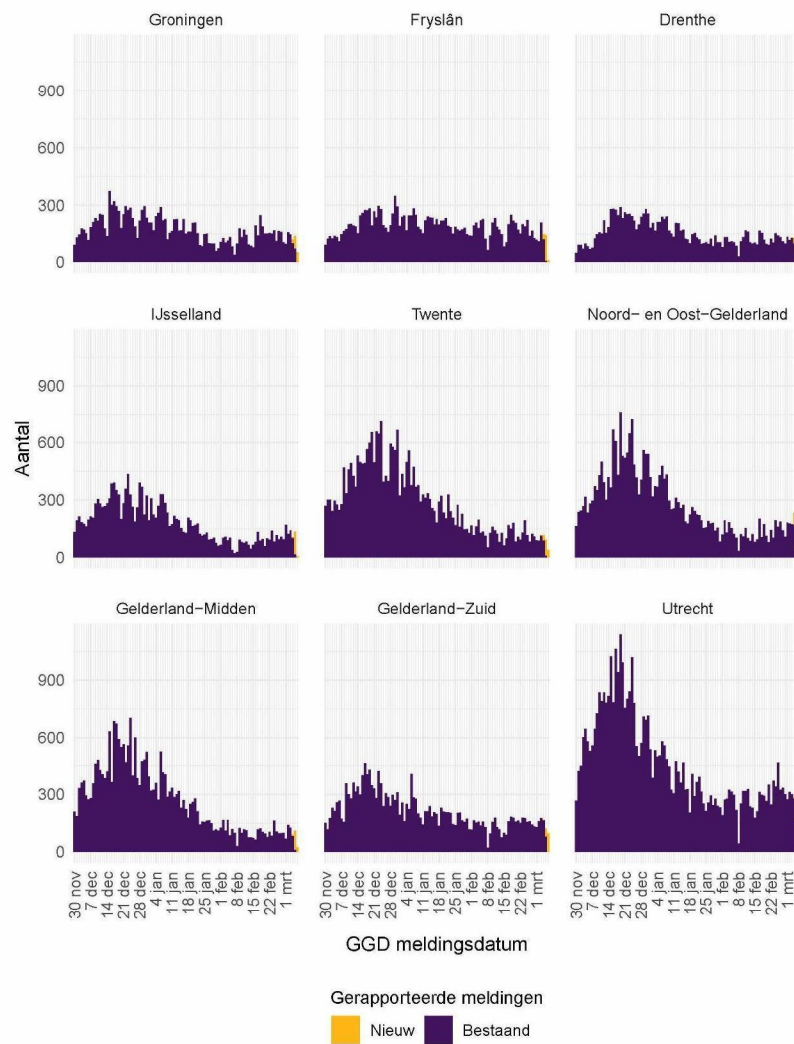 Groningen
Fryslân
Drenthe
900
600
300
0
IJsselland
Twente
Noord− en Oost−Gelderland
900
600
300
0
Aantal
Gelderland−Midden
Gelderland−Zuid
Utrecht
900
600
300
0
30 nov
7 dec
14 dec
21 dec
28 dec
4 jan
11 jan
18 jan
25 jan
1 feb
8 feb
15 feb
22 feb
1 mrt
30 nov
7 dec
14 dec
21 dec
28 dec
4 jan
11 jan
18 jan
25 jan
1 feb
8 feb
15 feb
22 feb
1 mrt
30 nov
7 dec
14 dec
21 dec
28 dec
4 jan
11 jan
18 jan
25 jan
1 feb
8 feb
15 feb
22 feb
1 mrt
GGD meldingsdatum
Gerapporteerde meldingen
Nieuw
Bestaand